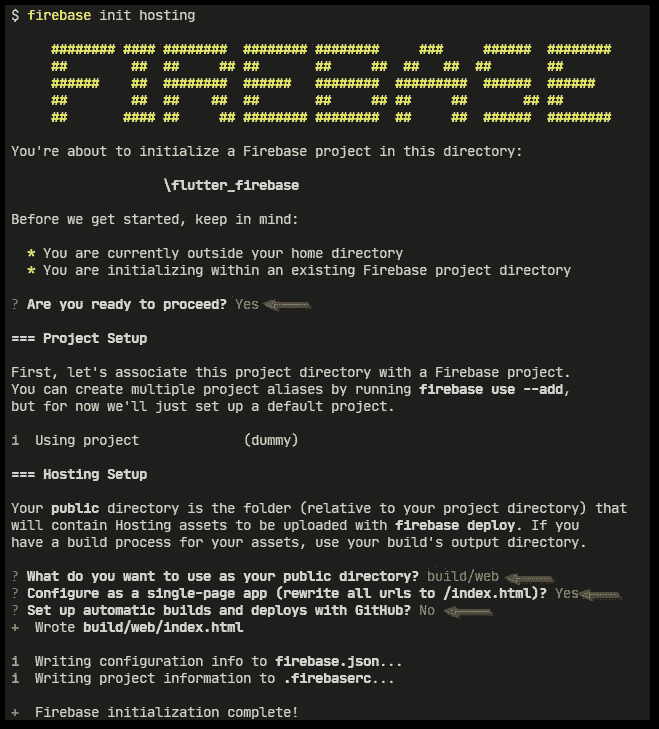 $ firebase init hosting
FIREBASE
You're about to initialize a Firebase project in this directory:
\flutter_firebase
Before we get started, keep in mind:
* You are currently outside your home directory
* You are initializing within an existing Firebase project directory
? Are you ready to proceed? Yes
=== Project Setup
First, let's associate this project directory with a Firebase project.
You can create multiple project aliases by running firebase use --add,
but for now we'll just set up a default project.
i Using project (dummy)
=== Hosting Setup
Your public directory is the folder (relative to your project directory) that
will contain Hosting assets to be uploaded with firebase deploy. If you
have a build process for your assets, use your build's output directory.
? What do you want to use as your public directory? build/web
? Configure as a single-page app (rewrite all urls to /index.html)? Yes
? Set up automatic builds and deploys with GitHub? No
+ Wrote build/web/index.html
i Writing configuration info to firebase.json...
i Writing project information to .firebaserc...
+ Firebase initialization complete!